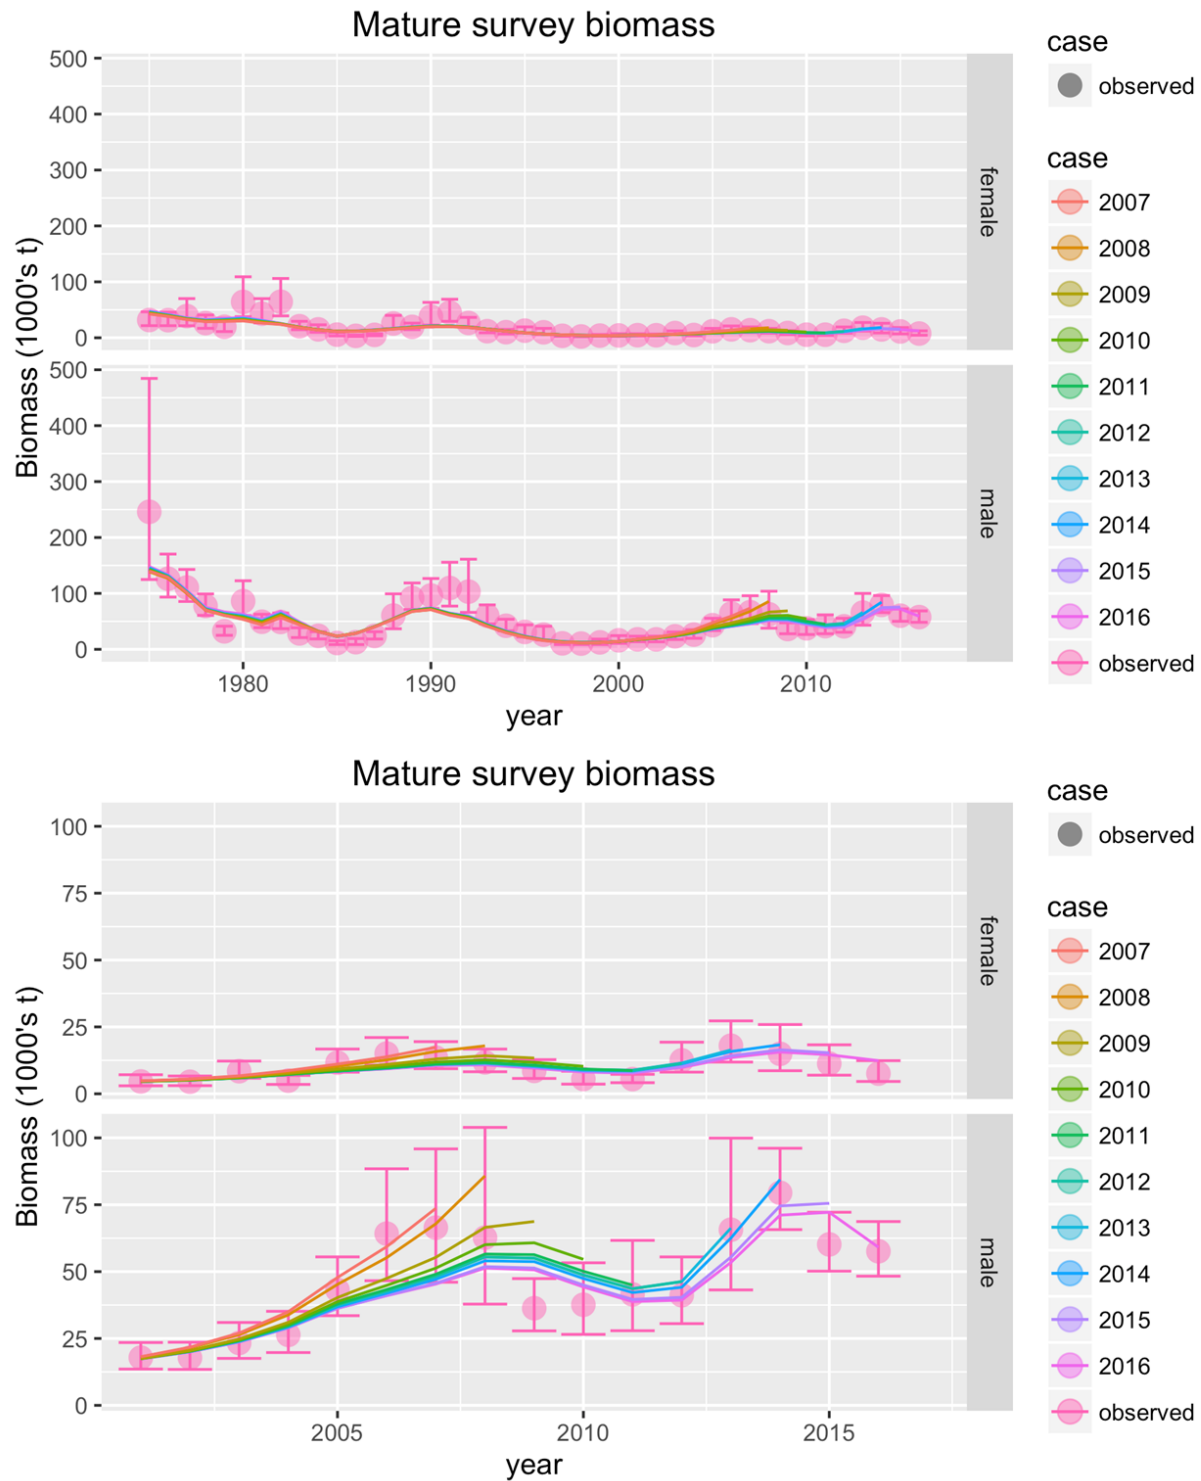 Mature survey biomass
Biomass (1000's t)
500
400
300
200
100
0
female
500
400
300
200
100
0
male
1980 1990 2000 2010
year
case
observed
case
2007
2008
2009
2010
2011
2012
2013
2014
2015
2016
observed
Mature survey biomass
Biomass (1000's t)
100
75
50
25
0
female
100
75
50
25
0
male
2005 2010 2015
year
case
observed
case
2007
2008
2009
2010
2011
2012
2013
2014
2015
2016
observed